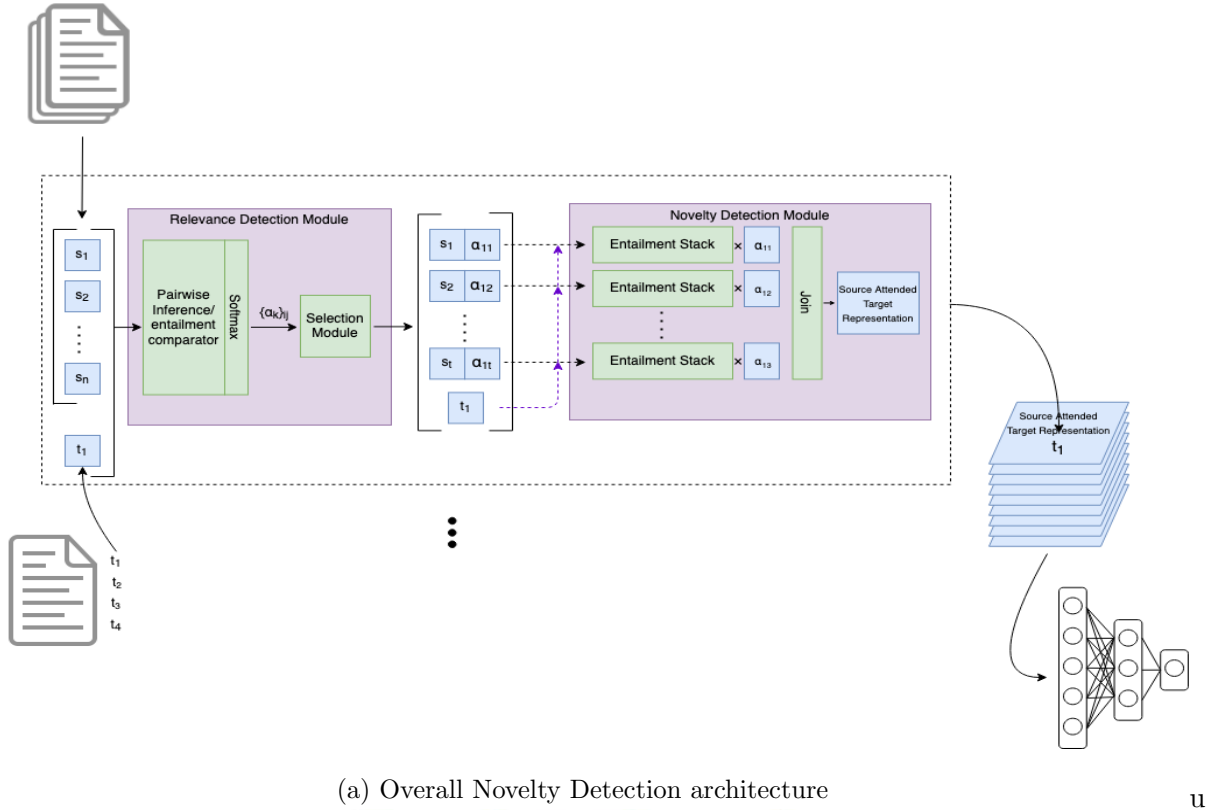 Relevance Detection Module
Novelty Detection Module
s1
s2
sn
t1
Pairwise
Inference/
entailment
comparator
Softmax
{αk}ij
Selection
Module
s1 α11
s2 α12
st α1t
t1
Entailment Stack × α11
Entailment Stack × α12
Entailment Stack × α13
Join
Source Attended
Target
Representation
Source Attended
Target Representation
t1
t1
t2
t3
t4
(a) Overall Novelty Detection architecture
u